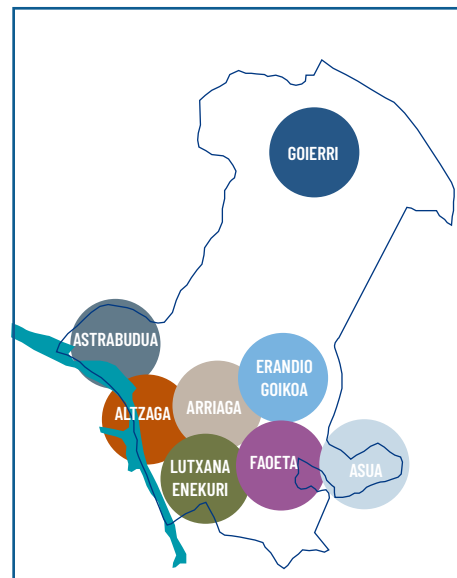 GOIERRI
ASTRABUDUA
ERANDIO
GOIKOA
ALTZAGA
ARRIAGA
LUTXANA
ENEKURI
FAOETA
ASUA